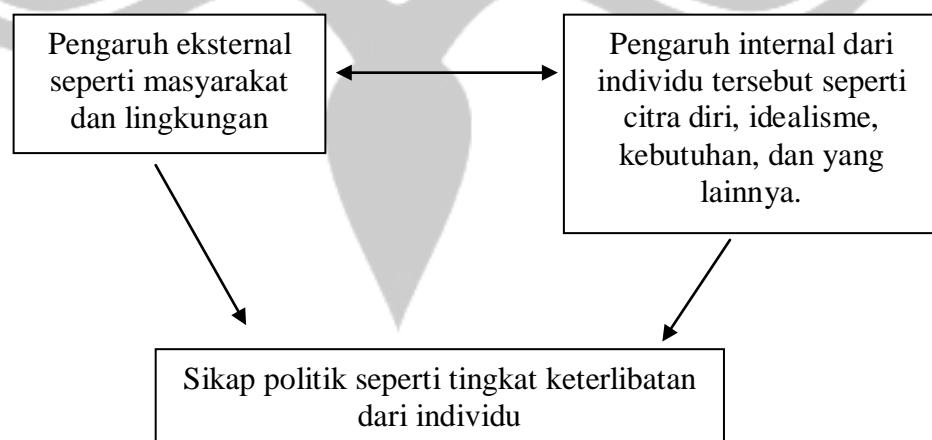 Pengaruh eksternal
seperti masyarakat
dan lingkungan
Pengaruh internal dari
individu tersebut seperti
citra diri, idealisme,
kebutuhan, dan yang
lainnya.
Sikap politik seperti tingkat keterlibatan
dari individu